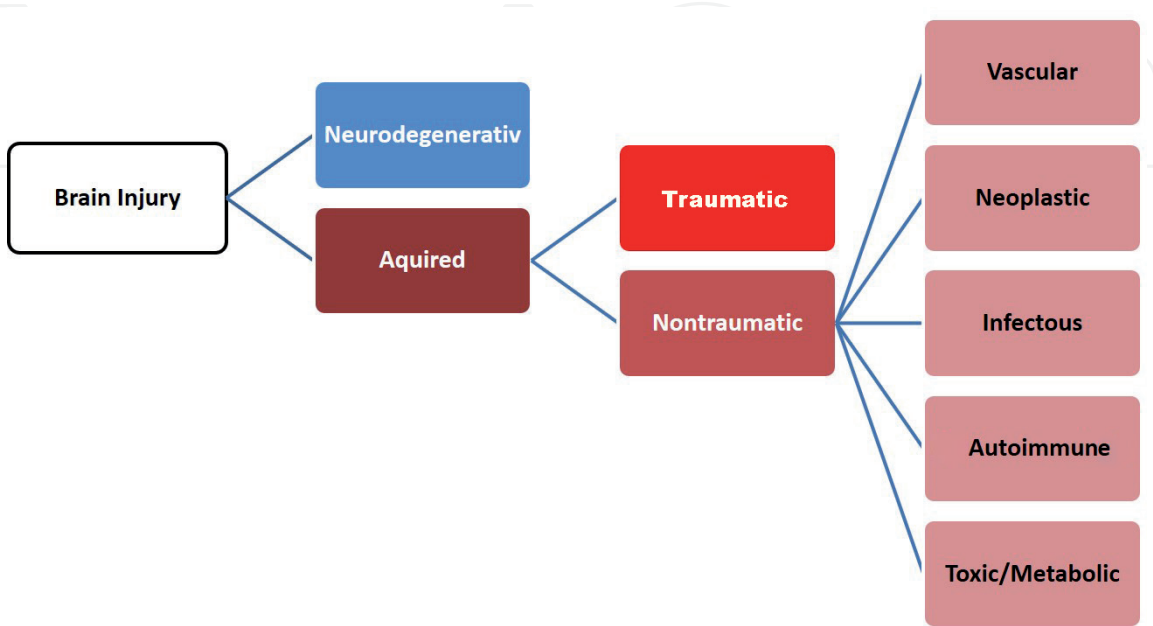 Brain Injury
Neurodegenerativ
Aquired
Traumatic
Nontraumatic
Vascular
Neoplastic
Infectous
Autoimmune
Toxic/Metabolic